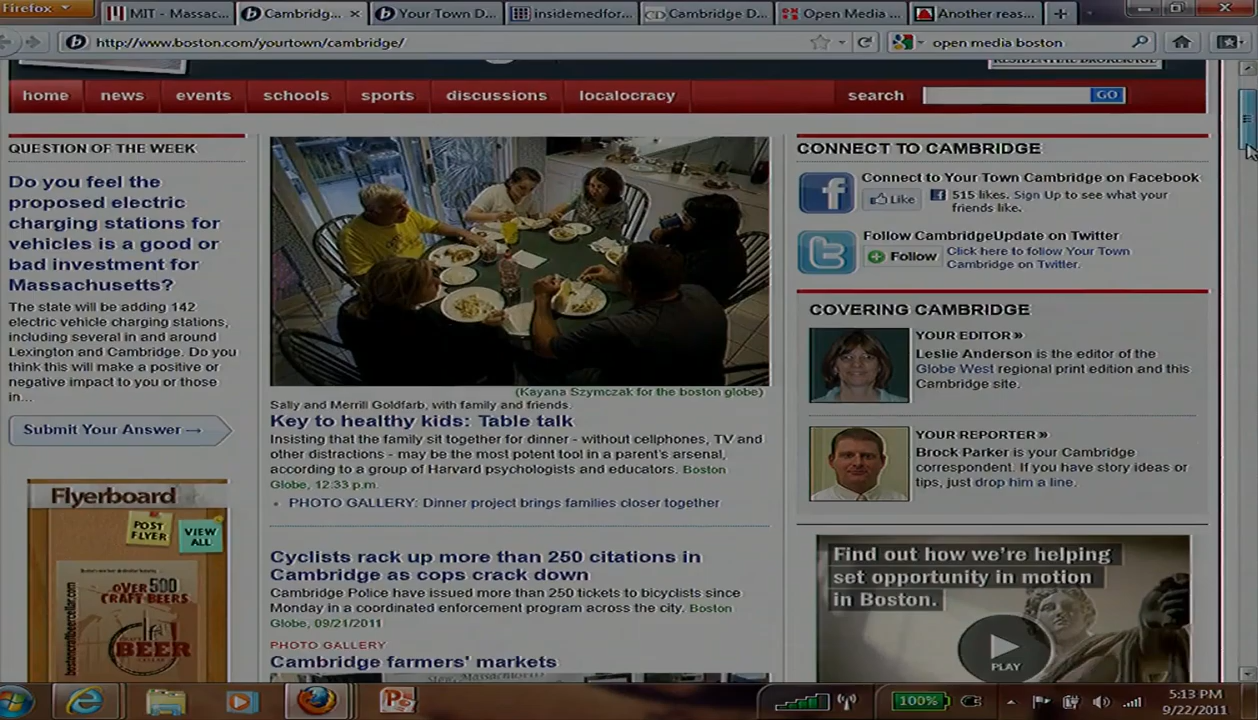 Firefox
MIT - Massac...
Cambridg...
Your Town D...
insidemedfor...
Cambridge D...
Open Media ...
Another reas...
http://www.boston.com/yourtown/cambridge/
open media boston
home
news
events
schools
sports
discussions
localocracy
search
GO
QUESTION OF THE WEEK
Do you feel the
proposed electric
charging stations for
vehicles is a good or
bad investment for
Massachusetts?
The state will be adding 142
electric vehicle charging stations,
including several in and around
Lexington and Cambridge. Do you
think this will make a positive or
negative impact to you or those
in...
Submit Your Answer →
Flyerboard
POST
FLYER
VIEW
ALL
OVER 500
CRAFT BEERS
CRAFT
BEER
CELLAR
bostoncraftbeercellar.com
(Kayana Szymczak for the boston globe)
Sally and Merrill Goldfarb, with family and friends.
Key to healthy kids: Table talk
Insisting that the family sit together for dinner - without cellphones, TV and
other distractions - may be the most potent tool in a parent's arsenal,
according to a group of Harvard psychologists and educators. Boston
Globe, 12:33 p.m.
PHOTO GALLERY: Dinner project brings families closer together
Cyclists rack up more than 250 citations in
Cambridge as cops crack down
Cambridge Police have issued more than 250 tickets to bicyclists since
Monday in a coordinated enforcement program across the city. Boston
Globe, 09/21/2011
PHOTO GALLERY
Cambridge farmers' markets
RESIDENTIAL BROKERAGE
CONNECT TO CAMBRIDGE
Connect to Your Town Cambridge on Facebook
Like
515 likes. Sign Up to see what your
friends like.
Follow CambridgeUpdate on Twitter
Follow
Click here to follow Your Town
Cambridge on Twitter.
COVERING CAMBRIDGE
YOUR EDITOR »
Leslie Anderson is the editor of the
Globe West regional print edition and this
Cambridge site.
YOUR REPORTER »
Brock Parker is your Cambridge
correspondent. If you have story ideas or
tips, just drop him a line.
Find out how we're helping
set opportunity in motion
in Boston.
PLAY
100%
5:13 PM
9/22/2011